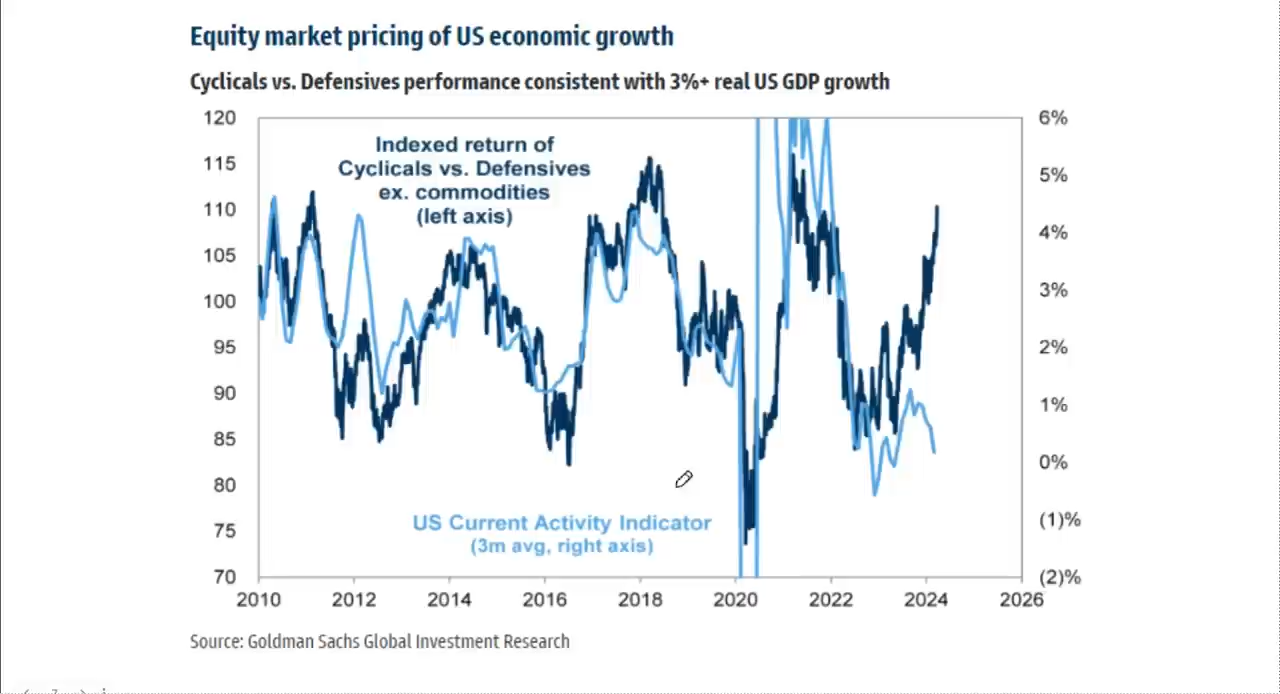 Equity market pricing of US economic growth
Cyclicals vs. Defensives performance consistent with 3%+ real US GDP growth
120
115
110
105
100
95
90
85
80
75
70
Indexed return of
Cyclicals vs. Defensives
ex. commodities
(left axis)
US Current Activity Indicator
(3m avg, right axis)
6%
5%
4%
3%
2%
1%
0%
(1)%
(2)%
2010 2012 2014 2016 2018 2020 2022 2024 2026
Source: Goldman Sachs Global Investment Research